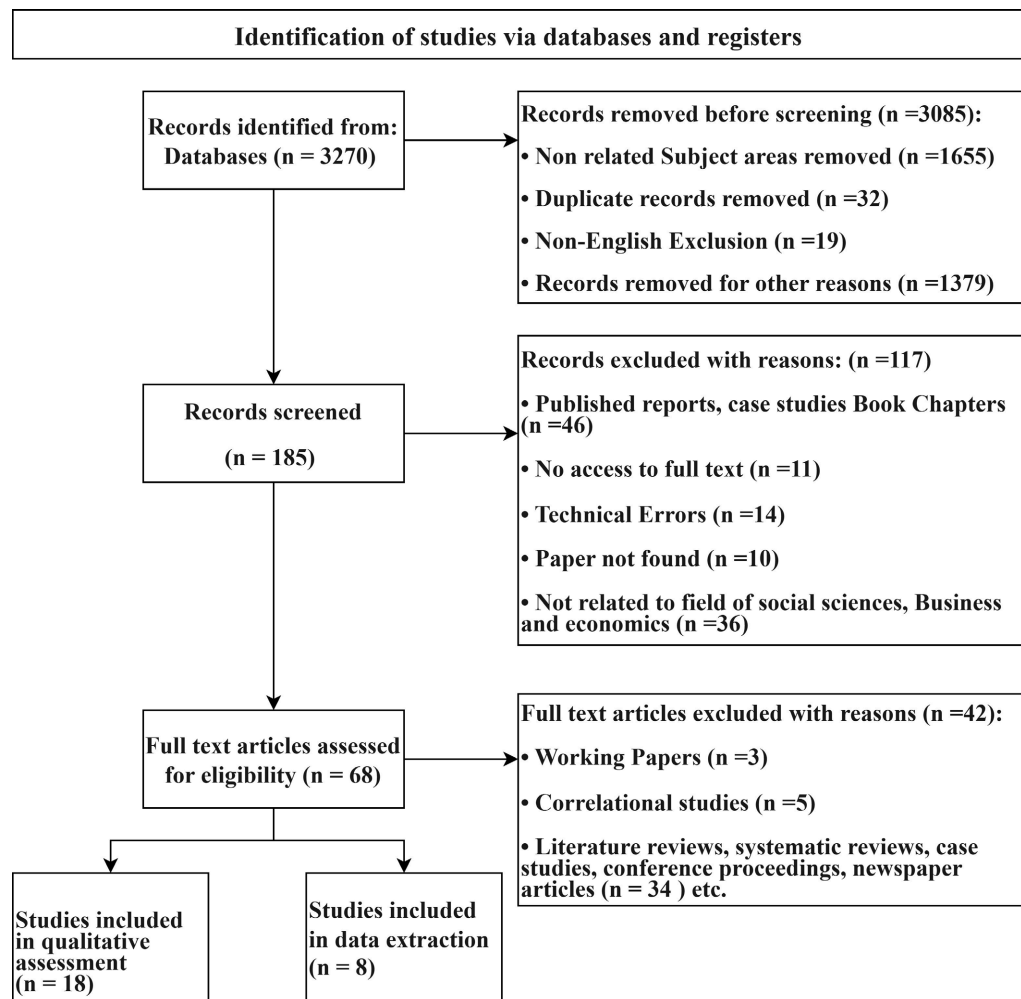 Identification of studies via databases and registers
Records identified from:
Databases (n = 3270)
Records removed before screening (n =3085):
• Non related Subject areas removed (n =1655)
• Duplicate records removed (n =32)
• Non-English Exclusion (n =19)
• Records removed for other reasons (n =1379)
Records screened
(n = 185)
Records excluded with reasons: (n =117)
• Published reports, case studies Book Chapters
(n =46)
• No access to full text (n =11)
• Technical Errors (n =14)
• Paper not found (n =10)
• Not related to field of social sciences, Business
and economics (n =36)
Full text articles assessed
for eligibility (n = 68)
Full text articles excluded with reasons (n =42):
• Working Papers (n =3)
• Correlational studies (n =5)
• Literature reviews, systematic reviews, case
studies, conference proceedings, newspaper
articles (n = 34 ) etc.
Studies included
in qualitative
assessment
(n = 18)
Studies included
in data extraction
(n = 8)